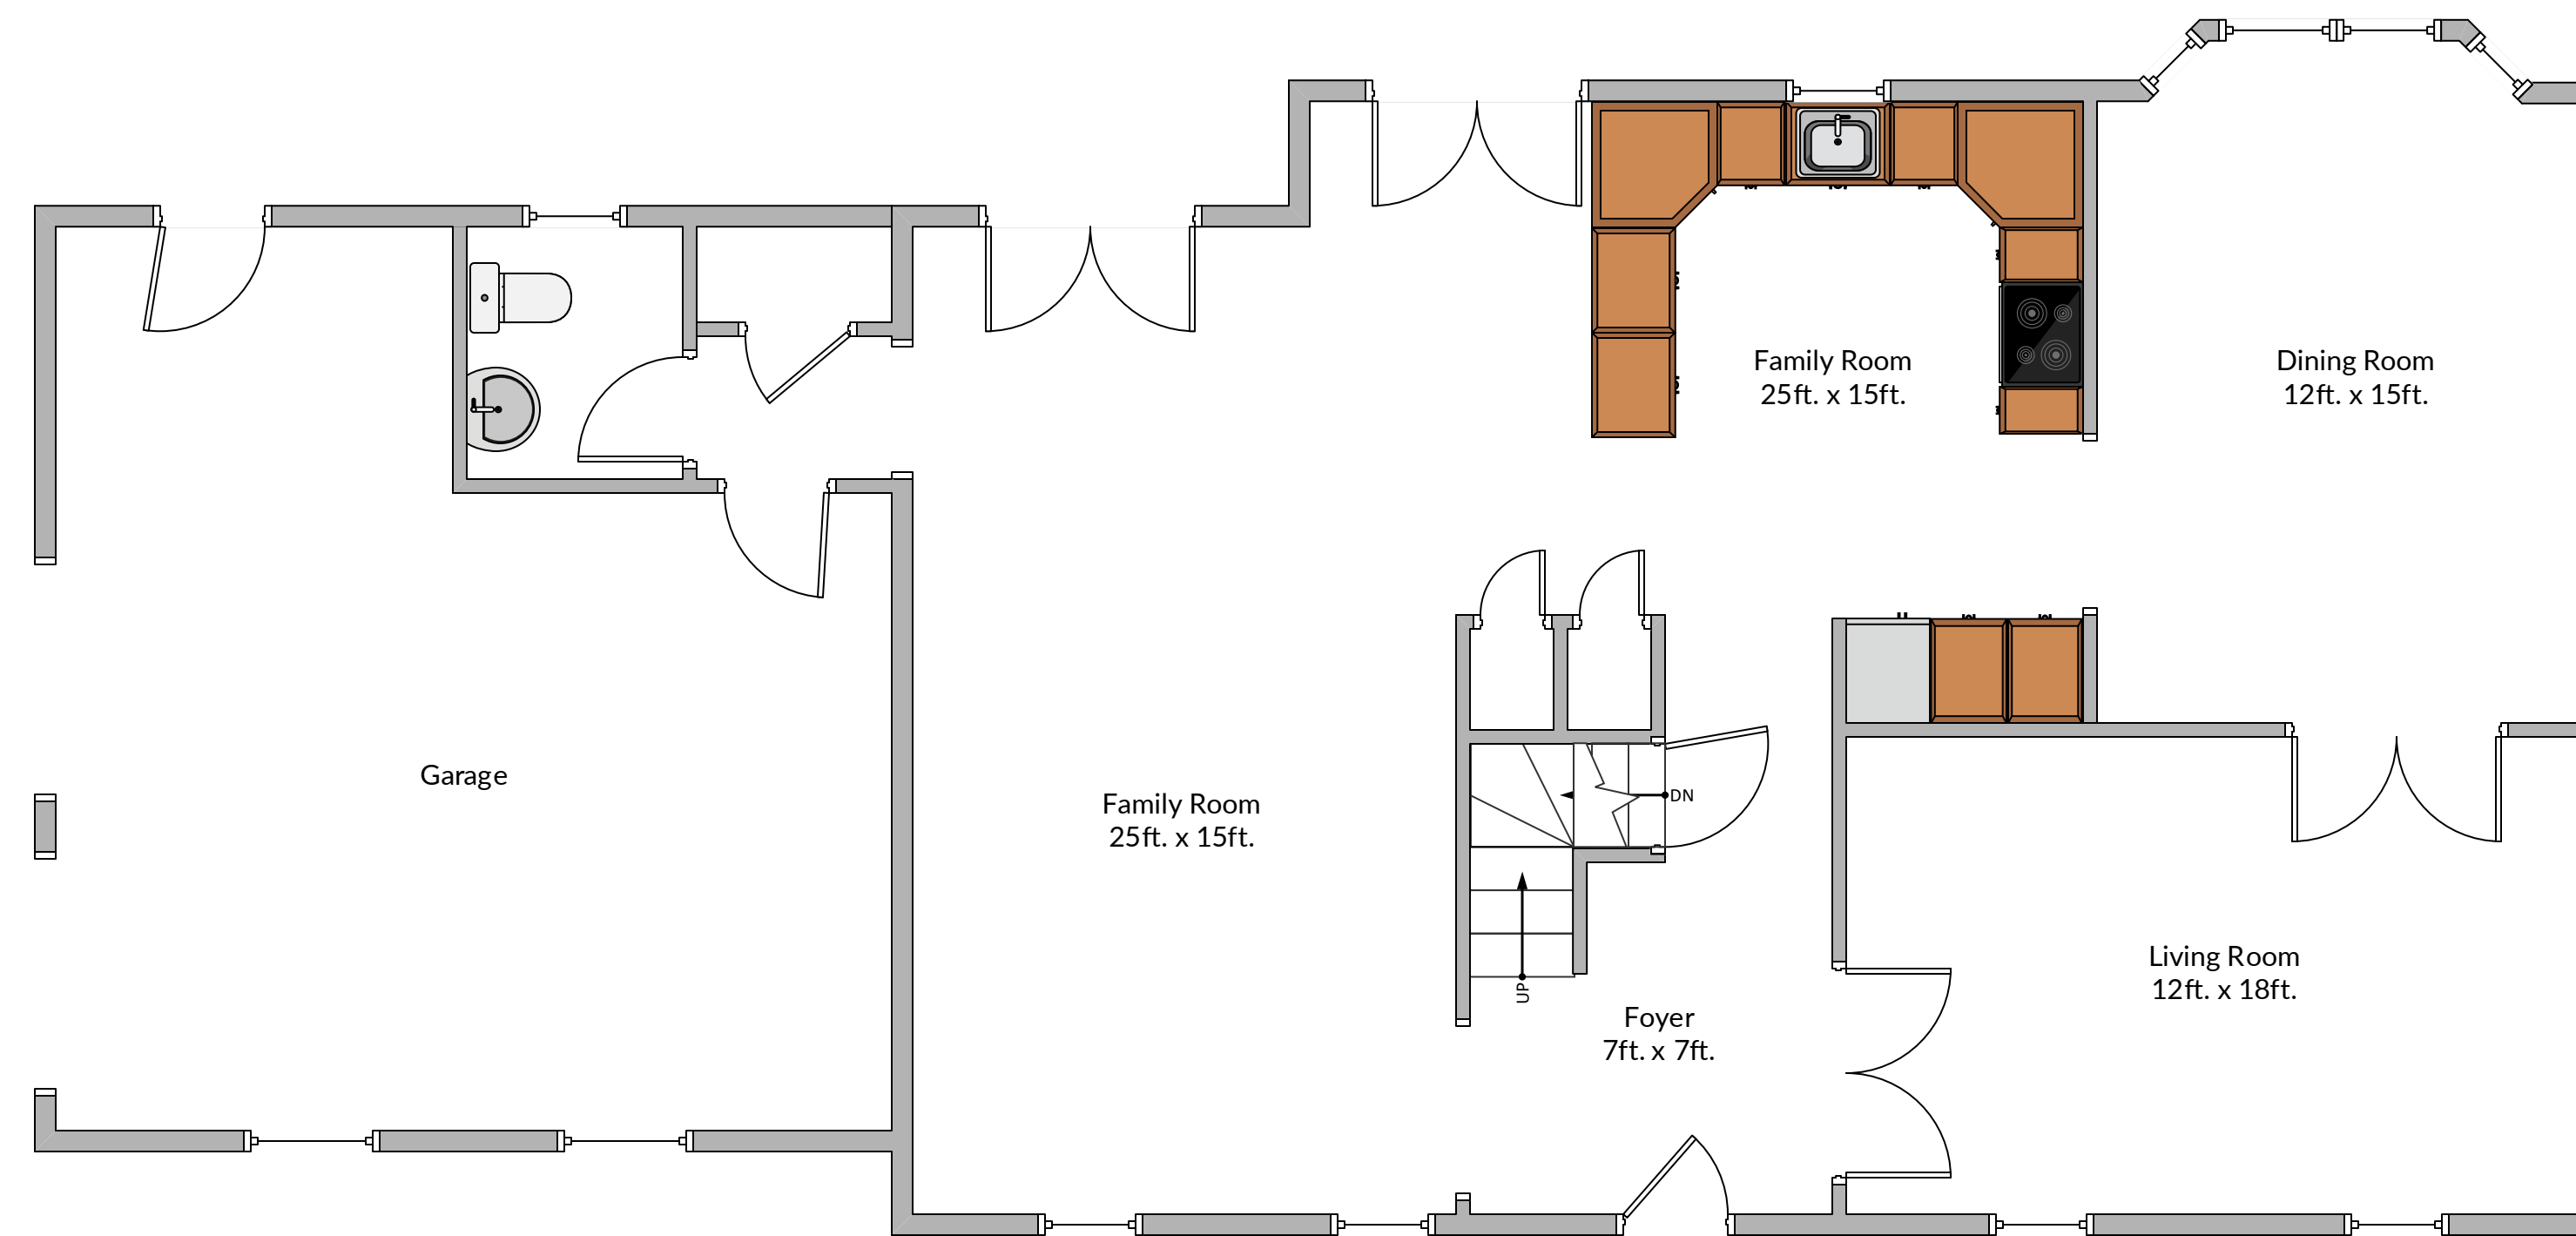 Family Room
25ft. x 15ft.
Dining Room
12ft. x 15ft.
Garage
Family Room
25ft. x 15ft.
DN
UP
Living Room
12ft. x 18ft.
Foyer
7ft. x 7ft.